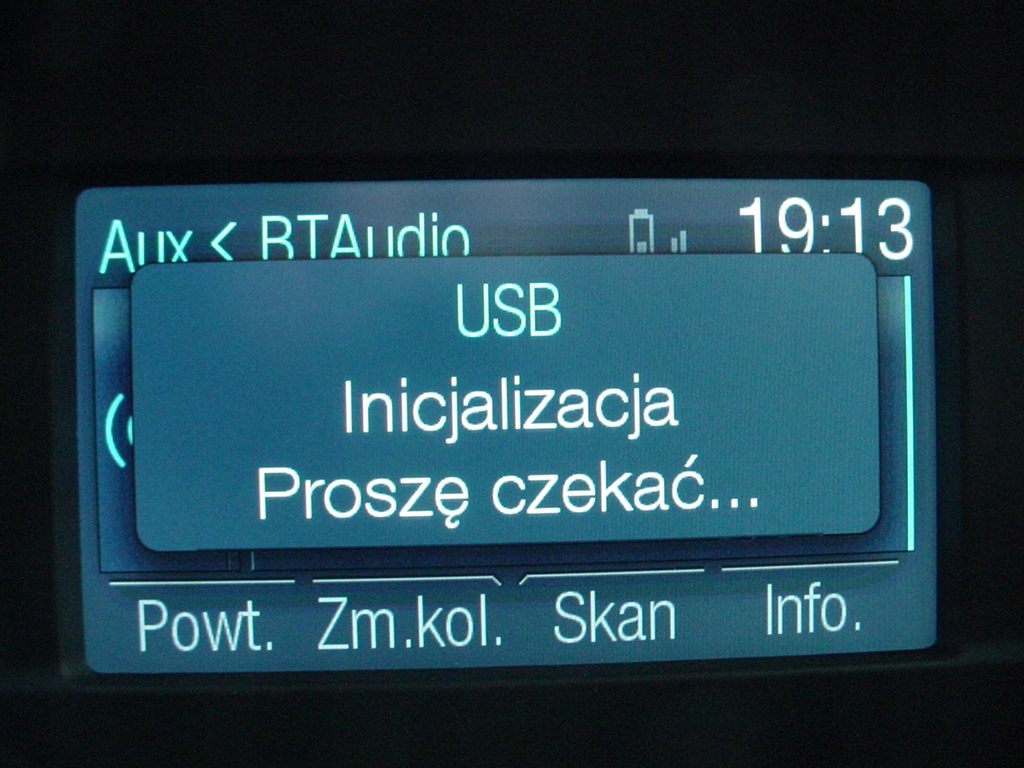 Aux < BTAudio 19:13
USB
Inicjalizacja
Proszę czekać...
Powt. Zm.kol. Skan Info.